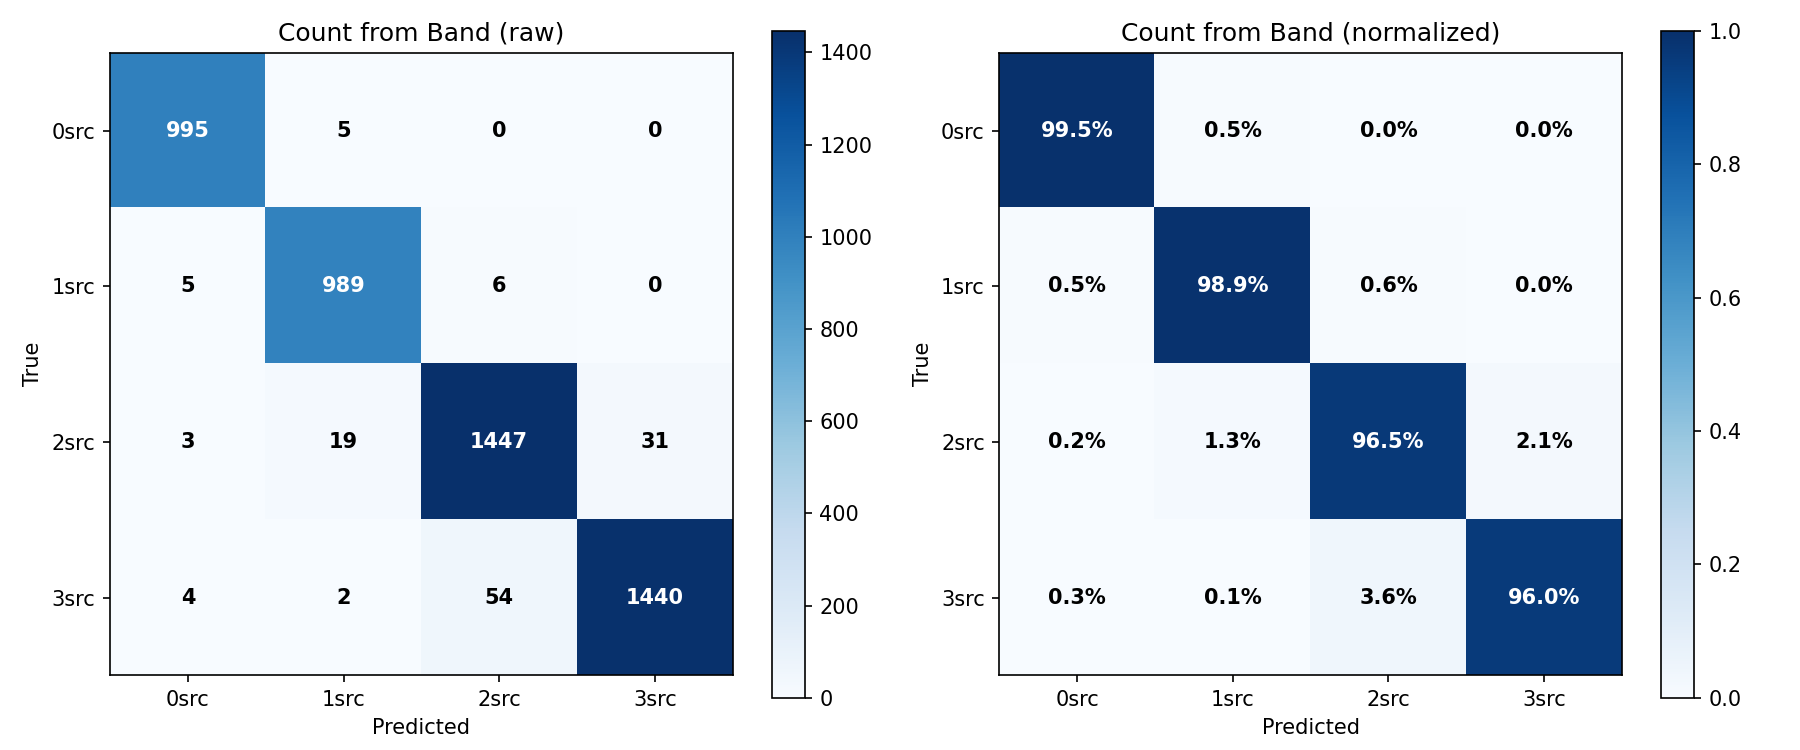 Count from Band (raw)
0src 995 5 0 0
1src 5 989 6 0
2src 3 19 1447 31
3src 4 2 54 1440
0src 1src 2src 3src
Predicted
True
1400
1200
1000
800
600
400
200
0
Count from Band (normalized)
0src 99.5% 0.5% 0.0% 0.0%
1src 0.5% 98.9% 0.6% 0.0%
2src 0.2% 1.3% 96.5% 2.1%
3src 0.3% 0.1% 3.6% 96.0%
0src 1src 2src 3src
Predicted
True
1.0
0.8
0.6
0.4
0.2
0.0